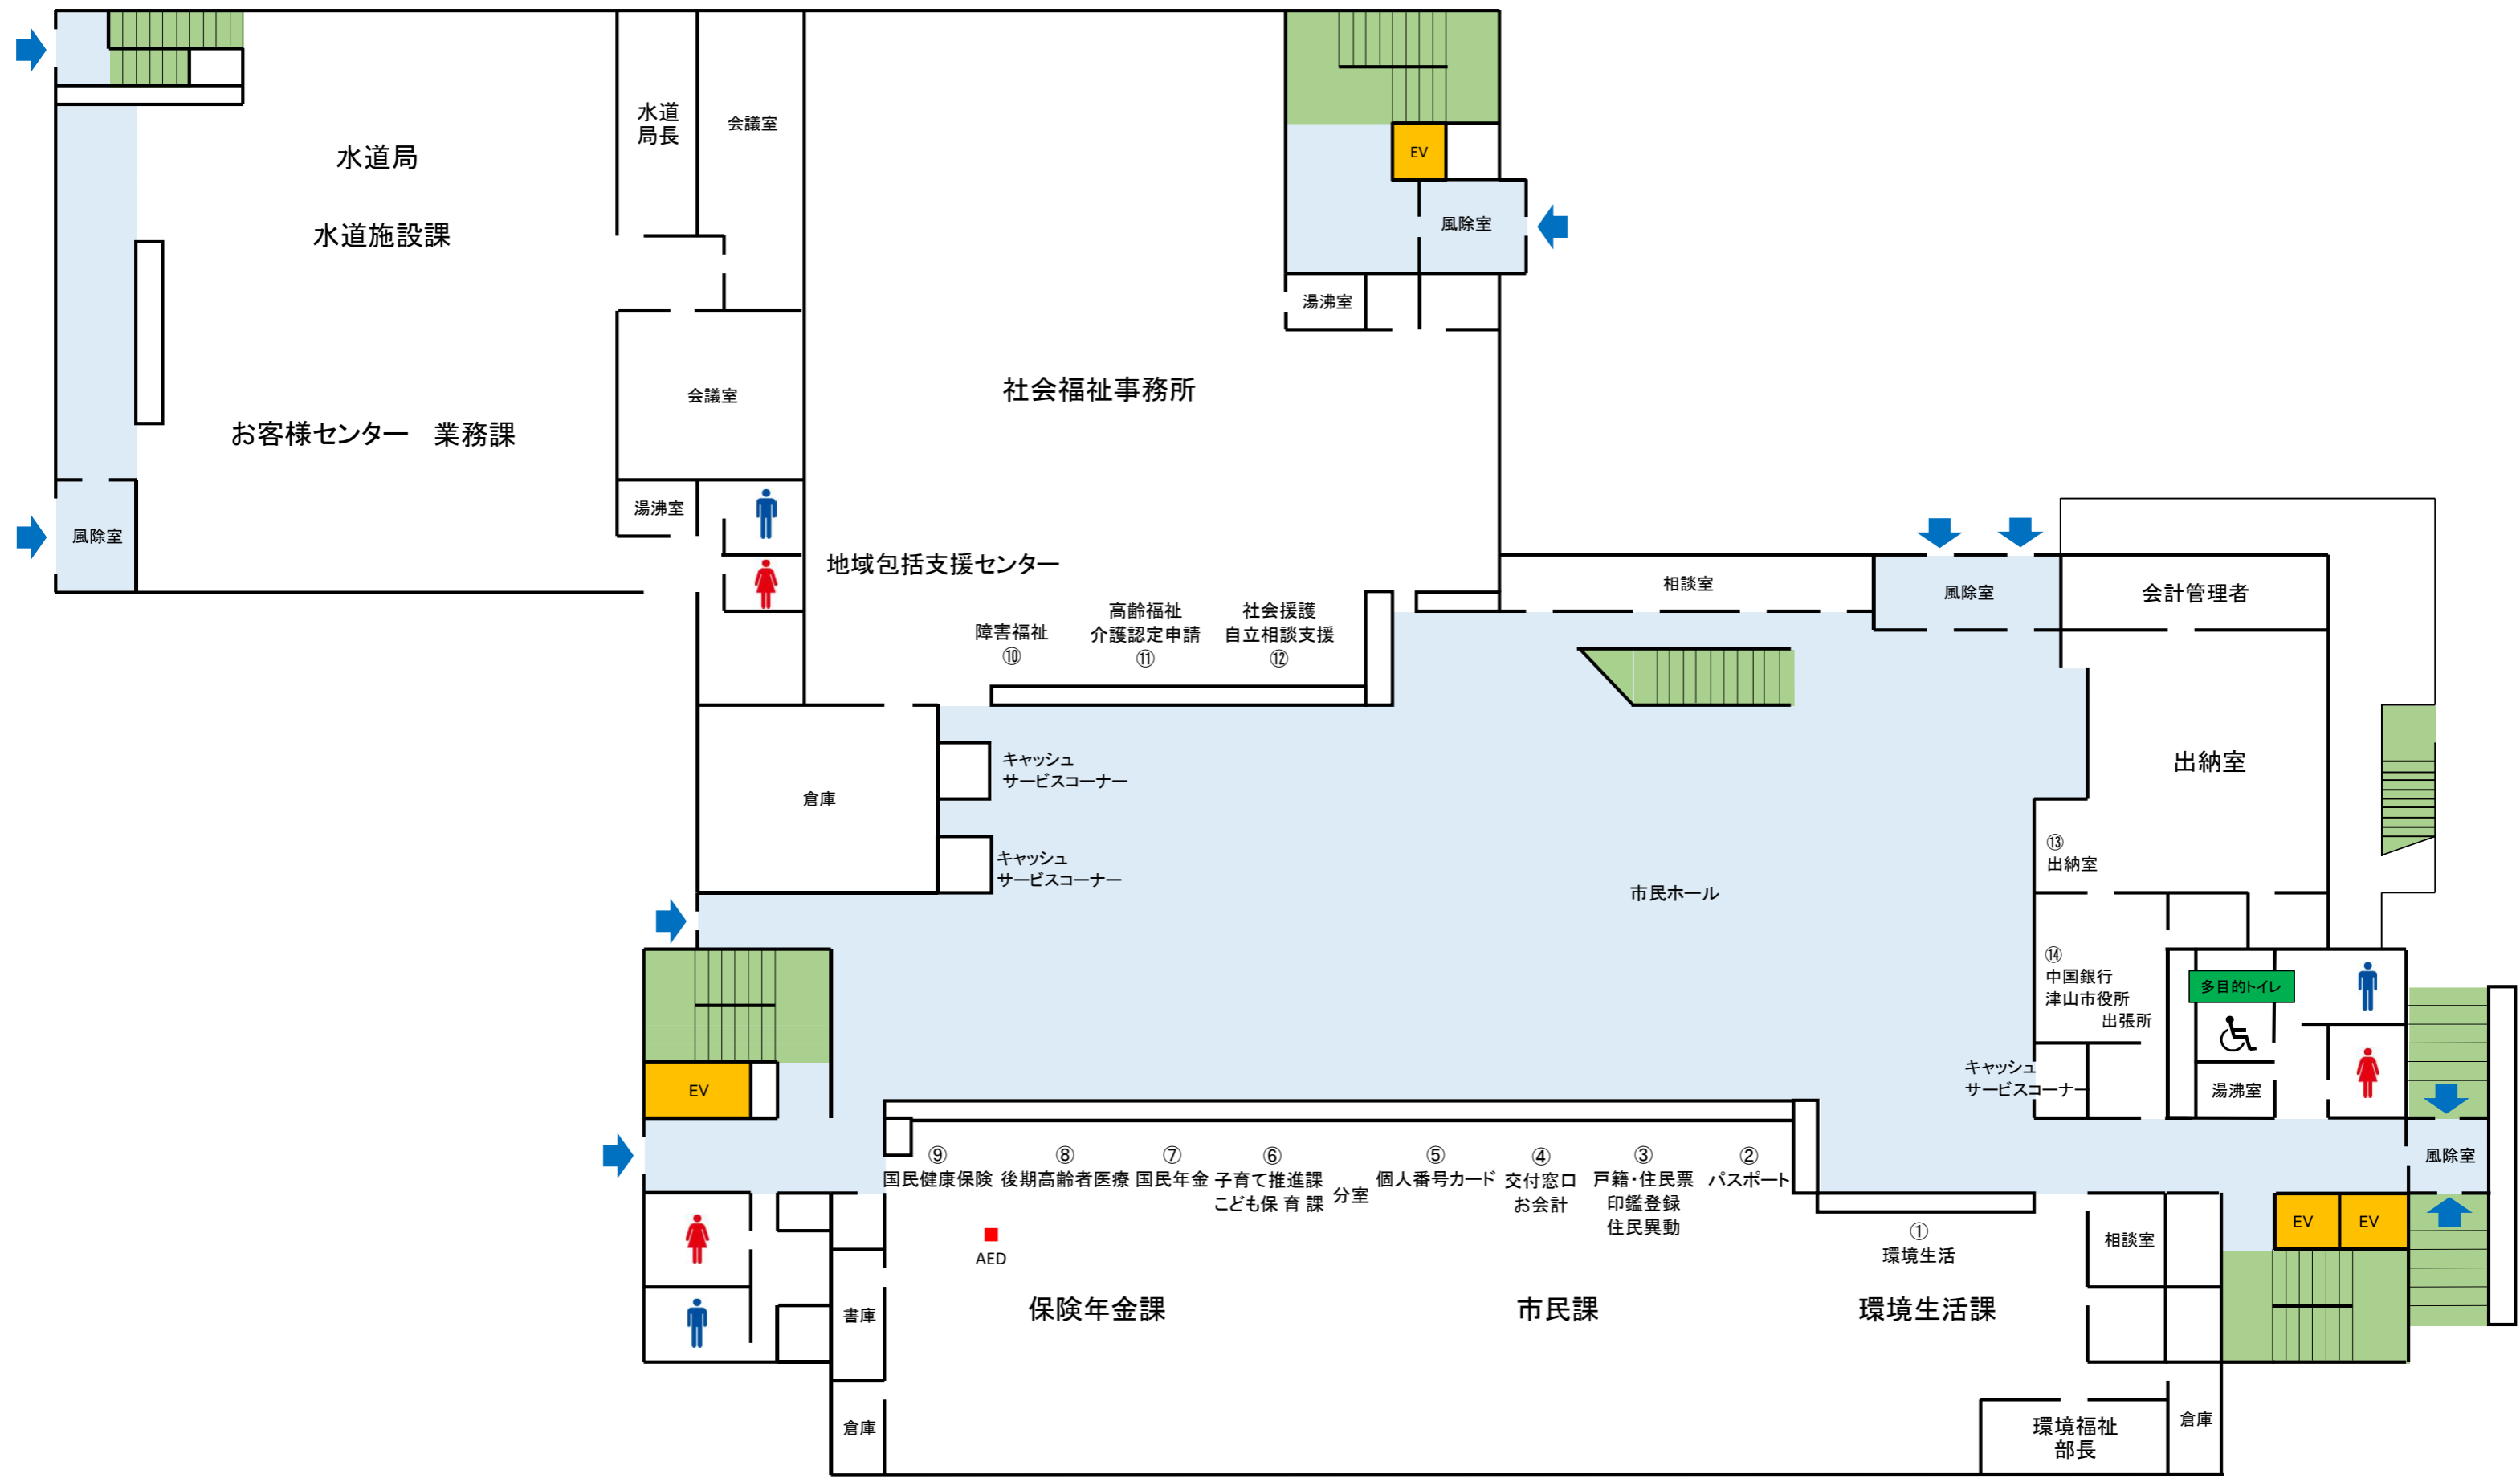 水道
局長
会議室
水道局
水道施設課
EV
風除室
湯沸室
社会福祉事務所
会議室
お客様センター　業務課
湯沸室
風除室
地域包括支援センター
相談室
風除室
会計管理者
障害福祉
⑩
高齢福祉
介護認定申請
⑪
社会援護
自立相談支援
⑫
キャッシュ
サービスコーナー
出納室
倉庫
⑬
出納室
キャッシュ
サービスコーナー
市民ホール
⑭
中国銀行
津山市役所
出張所
多目的トイレ
キャッシュ
サービスコーナー
湯沸室
EV
⑨
国民健康保険
⑧
後期高齢者医療
⑦
国民年金
⑥
子育て推進課
こども保育課
分室
⑤
個人番号カード
④
交付窓口
お会計
③
戸籍・住民票
印鑑登録
住民異動
②
パスポート
風除室
①
環境生活
相談室
EV
EV
AED
保険年金課
市民課
環境生活課
書庫
倉庫
環境福祉
部長
倉庫